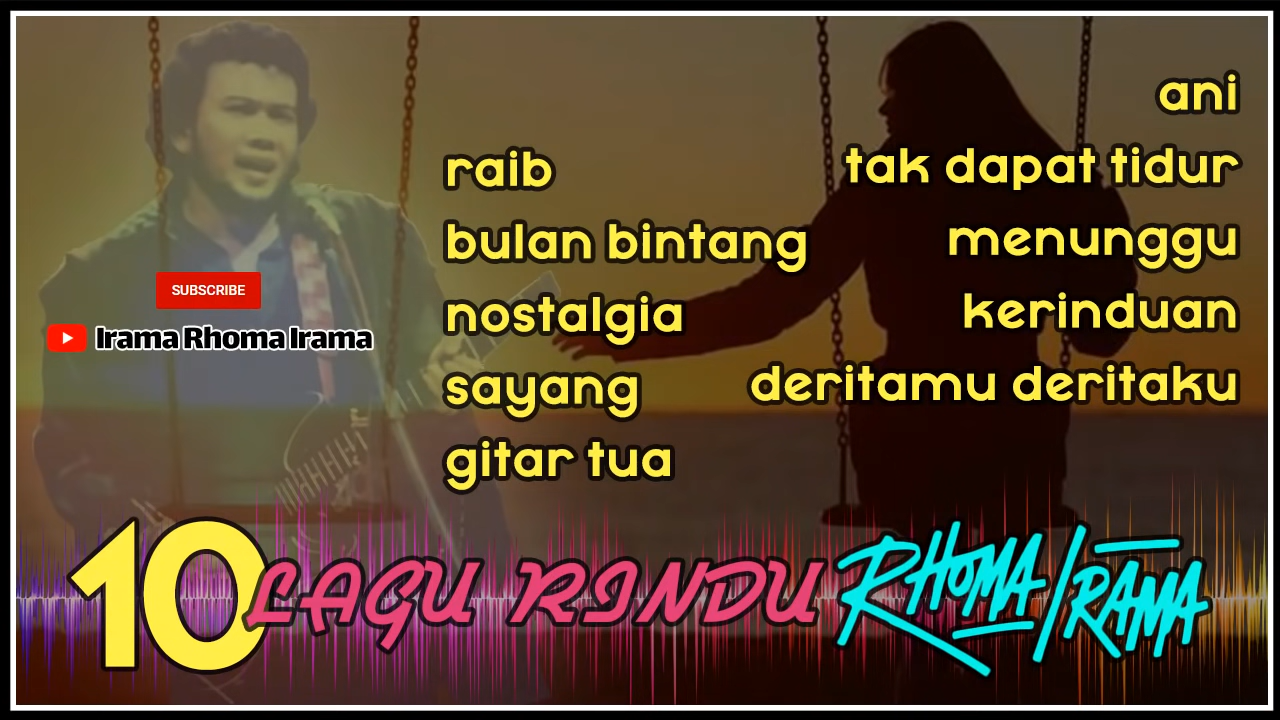 SUBSCRIBE
Irama Rhoma Irama
raib
bulan bintang
nostalgia
sayang
gitar tua
ani
tak dapat tidur
menunggu
kerinduan
deritamu deritaku
10 LAGU RINDU RHOMA IRAMA